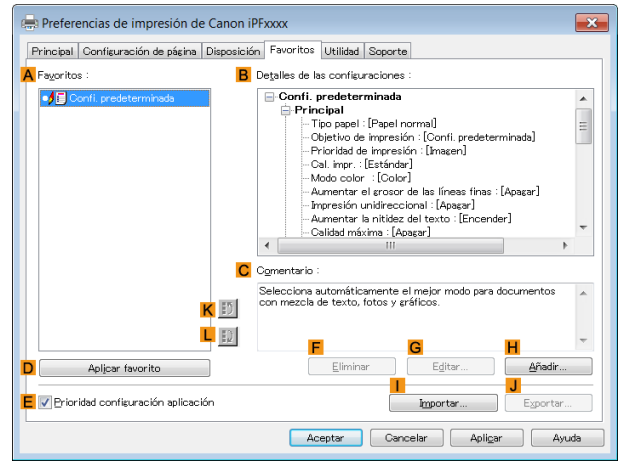 Preferencias de impresión de Canon iPFxxxx
Principal Configuración de página Disposición Favoritos Utilidad Soporte
A Favoritos :
Confi. predeterminada
B Detalles de las configuraciones :
Confi. predeterminada
Principal
Tipo papel : [Papel normal]
Objetivo de impresión : [Confi. predeterminada]
Prioridad de impresión : [Imagen]
Cal. impr. : [Estándar]
Modo color : [Color]
Aumentar el grosor de las líneas finas : [Apagar]
Impresión unidireccional : [Apagar]
Aumentar la nitidez del texto : [Encender]
Calidad máxima : [Apagar]
C Comentario :
Selecciona automáticamente el mejor modo para documentos
con mezcla de texto, fotos y gráficos.
K
L
D Aplicar favorito
F Eliminar
G Editar...
H Añadir...
E Prioridad configuración aplicación
I Importar...
J Exportar...
Aceptar Cancelar Aplicar Ayuda